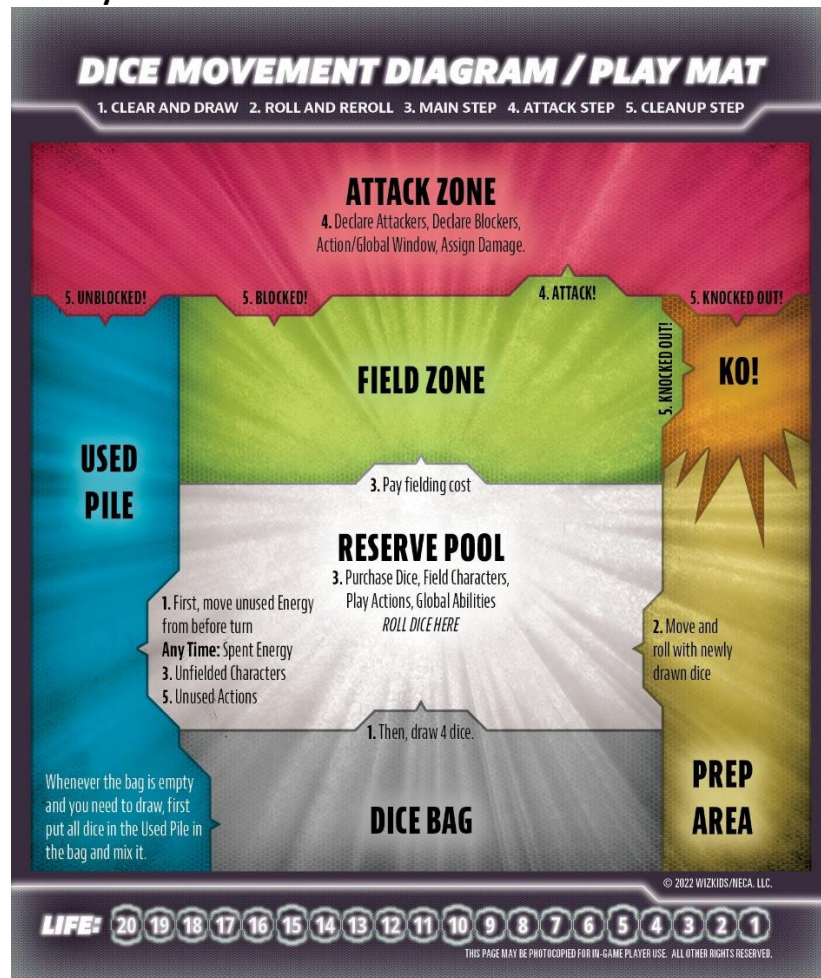 DICE MOVEMENT DIAGRAM / PLAY MAT
1. CLEAR AND DRAW 2. ROLL AND REROLL 3. MAIN STEP 4. ATTACK STEP 5. CLEANUP STEP
ATTACK ZONE
4. Declare Attackers, Declare Blockers,
Action/Global Window, Assign Damage.
5. UNBLOCKED!
5. BLOCKED!
4. ATTACK!
5. KNOCKED OUT!
5. KNOCKED OUT!
KO!
FIELD ZONE
USED
PILE
3. Pay fielding cost
RESERVE POOL
3. Purchase Dice, Field Characters,
Play Actions, Global Abilities
ROLL DICE HERE
1. First, move unused Energy
from before turn
Any Time: Spent Energy
3. Unfielded Characters
5. Unused Actions
2. Move and
roll with newly
drawn dice
1. Then, draw 4 dice.
Whenever the bag is empty
and you need to draw, first
put all dice in the Used Pile in
the bag and mix it.
DICE BAG
PREP
AREA
© 2022 WIZKIDS/NECA. LLC.
LIFE: 20 19 18 17 16 15 14 13 12 11 10 9 8 7 6 5 4 3 2 1
THIS PAGE MAY BE PHOTOCOPIED FOR IN-GAME PLAYER USE. ALL OTHER RIGHTS RESERVED.